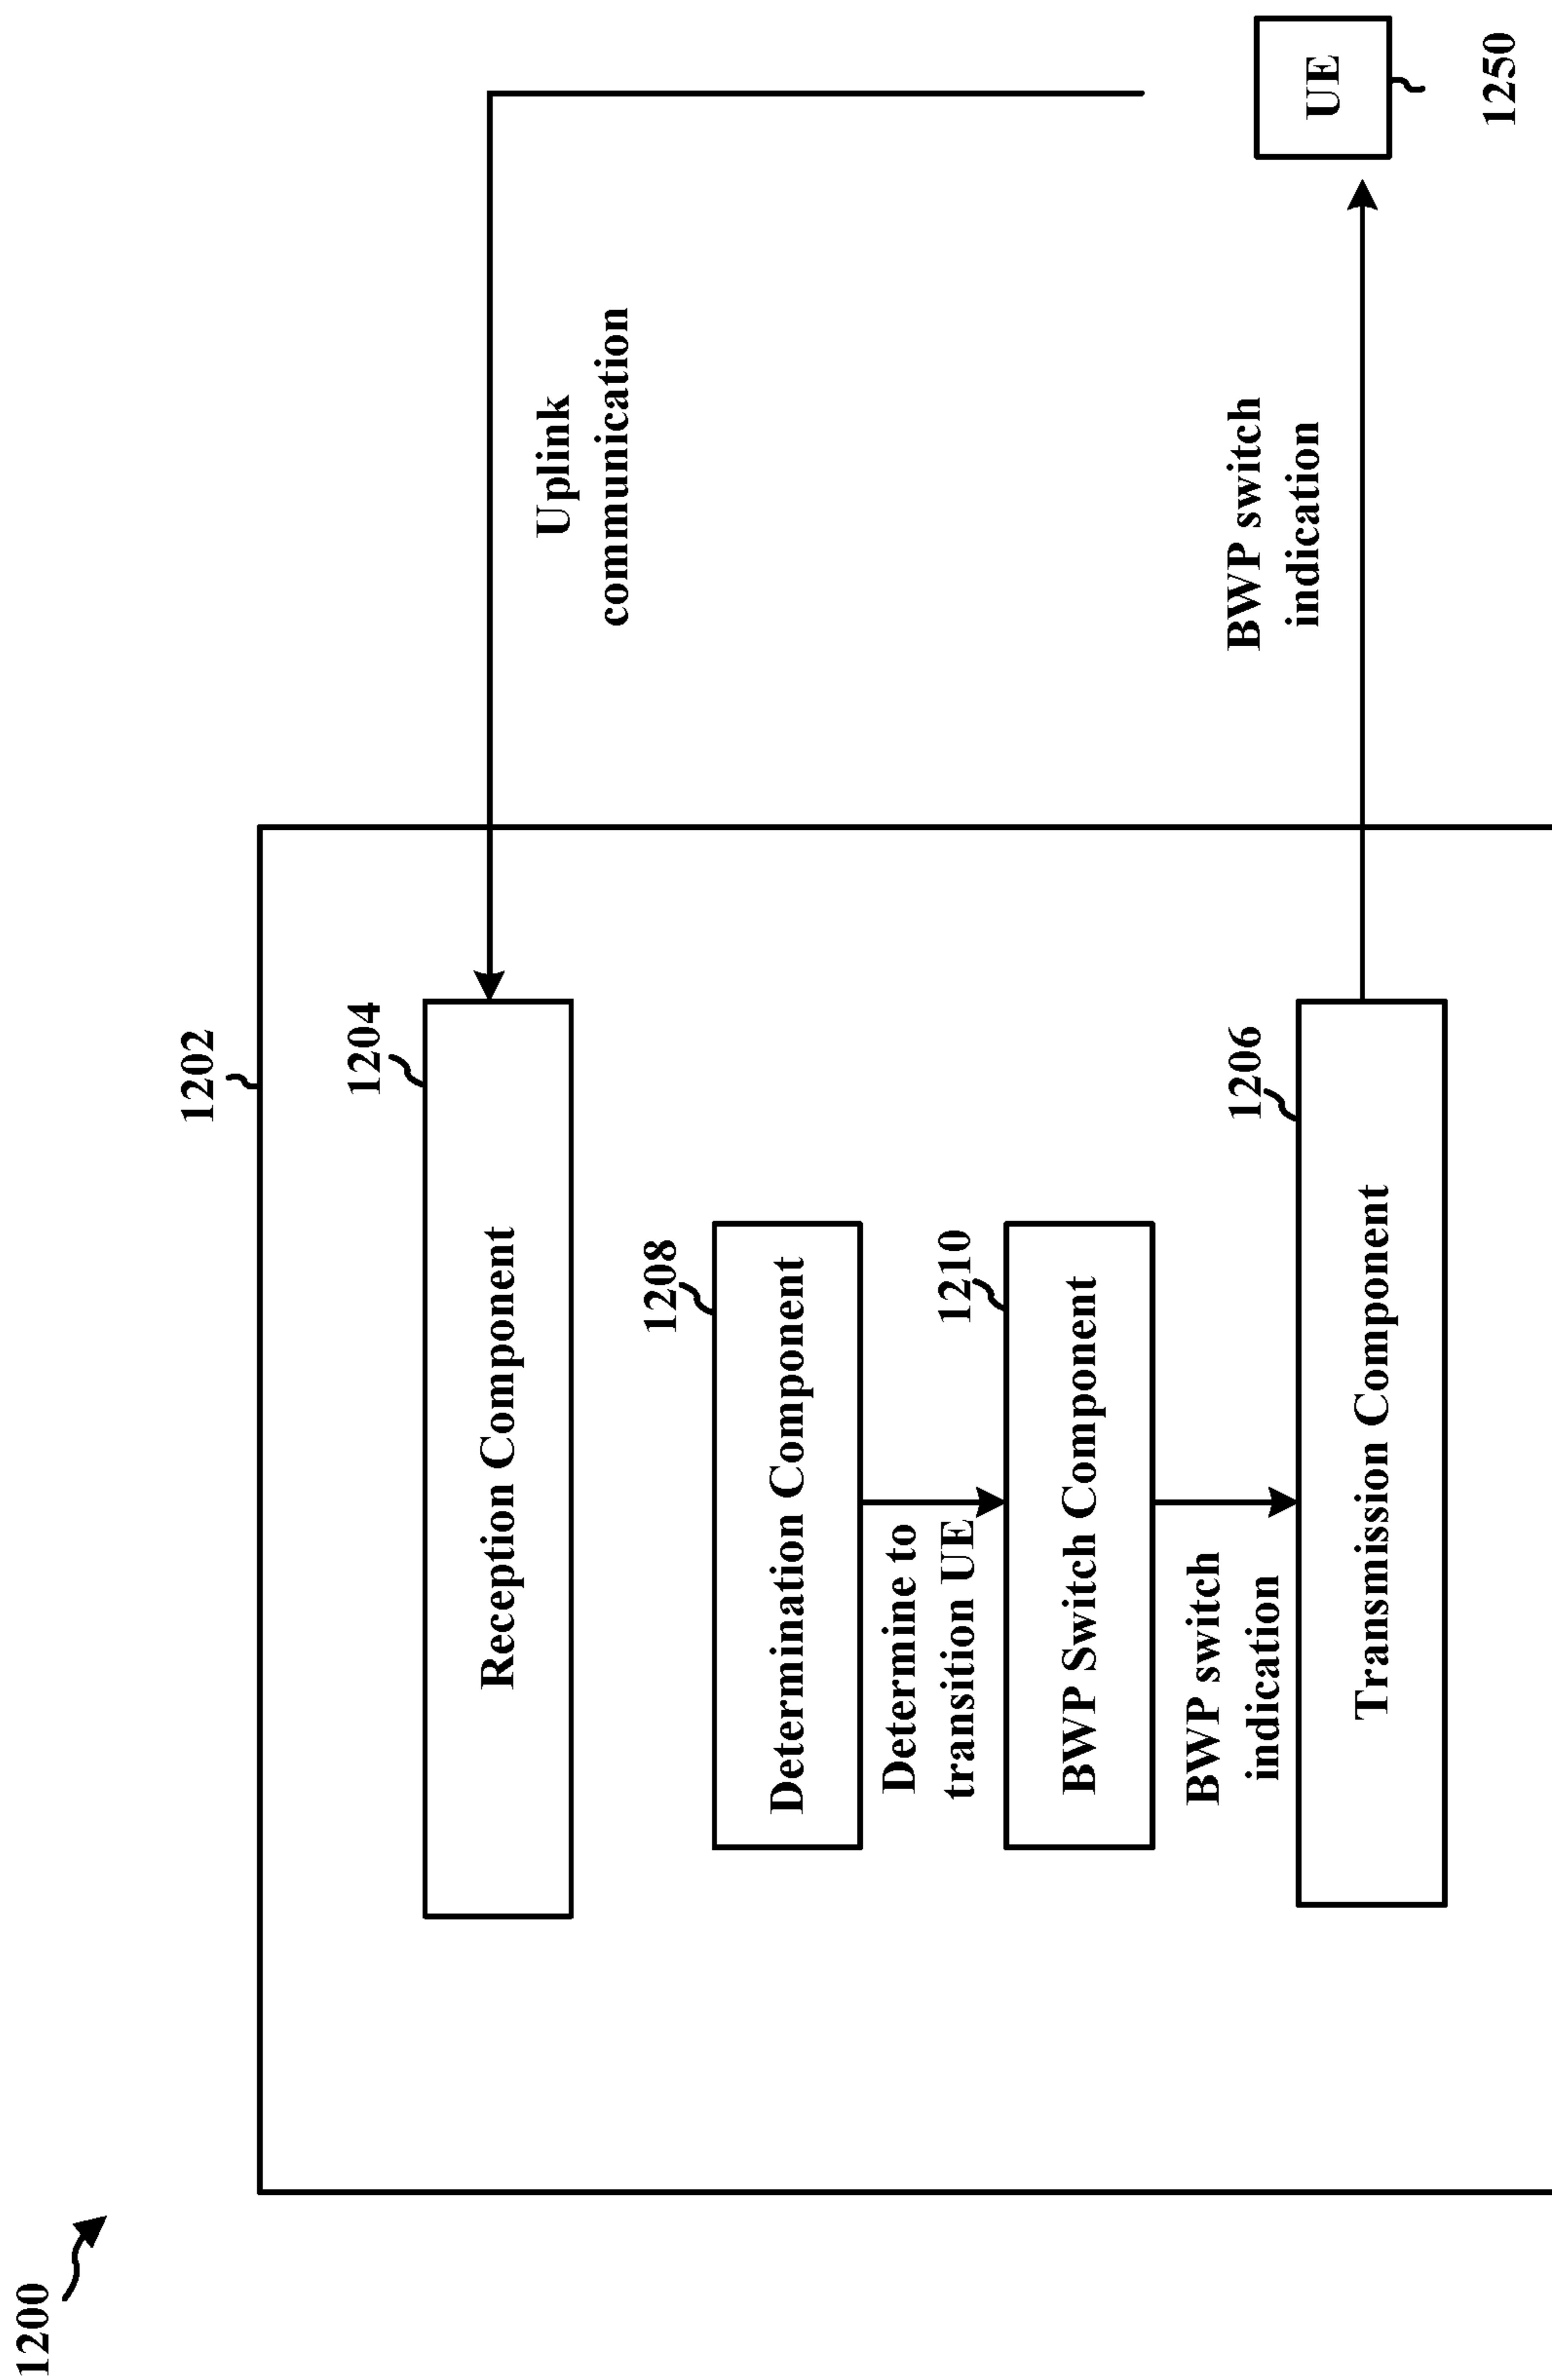 1200
1202
1204
Reception Component
Uplink
communication
1208
Determination Component
Determine to
transition UE
1210
BWP Switch Component
BWP switch
indication
1206
Transmission Component
BWP switch
indication
UE
1250